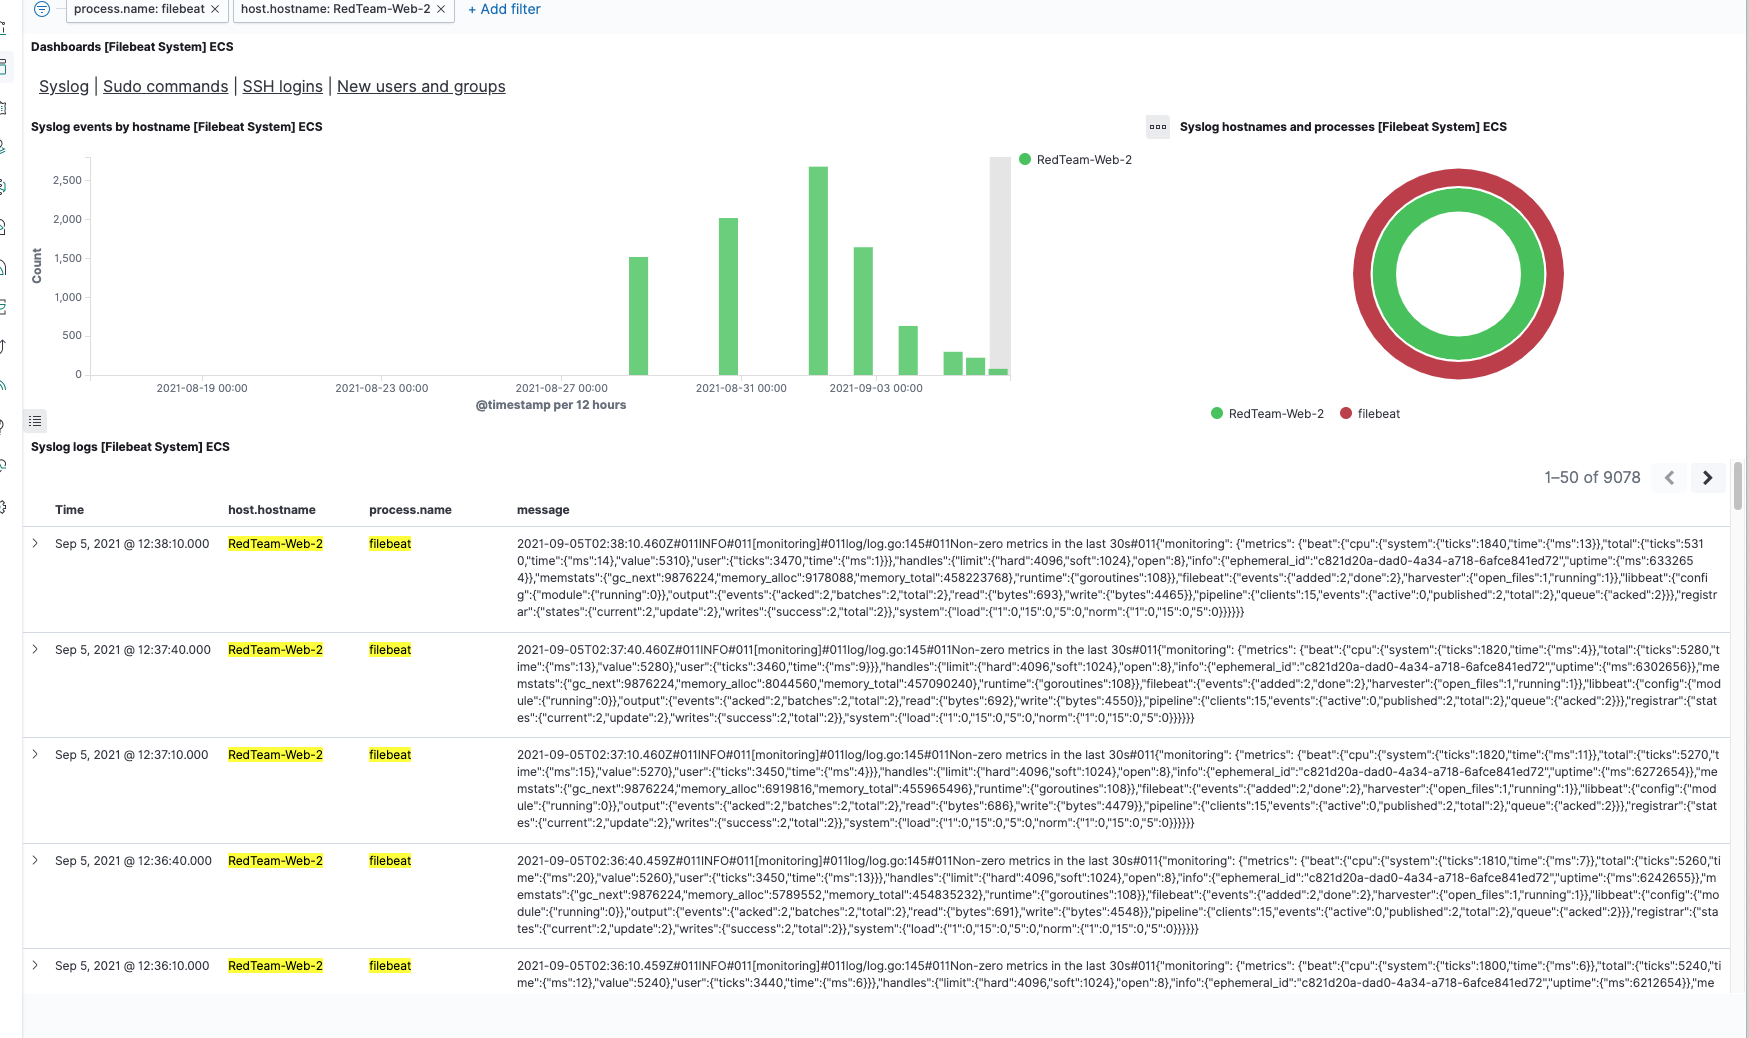 process.name: filebeat × host.hostname: RedTeam-Web-2 × + Add filter
Dashboards [Filebeat System] ECS
Syslog | Sudo commands | SSH logins | New users and groups
Syslog events by hostname [Filebeat System] ECS
2,500
2,000
1,500
1,000
500
0
Count
2021-08-19 00:00 2021-08-23 00:00 2021-08-27 00:00 2021-08-31 00:00 2021-09-03 00:00
@timestamp per 12 hours
RedTeam-Web-2
Syslog hostnames and processes [Filebeat System] ECS
RedTeam-Web-2 filebeat
Syslog logs [Filebeat System] ECS
1–50 of 9078
Time host.hostname process.name message
Sep 5, 2021 @ 12:38:10.000 RedTeam-Web-2 filebeat 2021-09-05T02:38:10.460Z#011INFO#011[monitoring]#011log/log.go:145#011Non-zero metrics in the last 30s#011{"monitoring": {"metrics": {"beat":{"cpu":{"system":{"ticks":1840,"time":{"ms":13}},"total":{"ticks":531
0,"time":{"ms":14},"value":5310},"user":{"ticks":3470,"time":{"ms":1}}},"handles":{"limit":{"hard":4096,"soft":1024},"open":8},"info":{"ephemeral_id":"c821d20a-dad0-4a34-a718-6afce841ed72","uptime":{"ms":633265
4}},"memstats":{"gc_next":9876224,"memory_alloc":9178088,"memory_total":458223768},"runtime":{"goroutines":108}},"filebeat":{"events":{"added":2,"done":2},"harvester":{"open_files":1,"running":1}},"libbeat":{"confi
g":{"module":{"running":0}},"output":{"events":{"acked":2,"batches":2,"total":2},"read":{"bytes":693},"write":{"bytes":4465}},"pipeline":{"clients":15,"events":{"active":0,"published":2,"total":2},"queue":{"acked":2}}},"registr
ar":{"states":{"current":2,"update":2},"writes":{"success":2,"total":2}},"system":{"load":{"1":0,"15":0,"5":0,"norm":{"1":0,"15":0,"5":0}}}}}}
Sep 5, 2021 @ 12:37:40.000 RedTeam-Web-2 filebeat 2021-09-05T02:37:40.460Z#011INFO#011[monitoring]#011log/log.go:145#011Non-zero metrics in the last 30s#011{"monitoring": {"metrics": {"beat":{"cpu":{"system":{"ticks":1820,"time":{"ms":4}},"total":{"ticks":5280,"t
ime":{"ms":13},"value":5280},"user":{"ticks":3460,"time":{"ms":9}}},"handles":{"limit":{"hard":4096,"soft":1024},"open":8},"info":{"ephemeral_id":"c821d20a-dad0-4a34-a718-6afce841ed72","uptime":{"ms":6302656}},"me
mstats":{"gc_next":9876224,"memory_alloc":8044560,"memory_total":457090240},"runtime":{"goroutines":108}},"filebeat":{"events":{"added":2,"done":2},"harvester":{"open_files":1,"running":1}},"libbeat":{"config":{"mod
ule":{"running":0}},"output":{"events":{"acked":2,"batches":2,"total":2},"read":{"bytes":692},"write":{"bytes":4550}},"pipeline":{"clients":15,"events":{"active":0,"published":2,"total":2},"queue":{"acked":2}}},"registrar":{"stat
es":{"current":2,"update":2},"writes":{"success":2,"total":2}},"system":{"load":{"1":0,"15":0,"5":0,"norm":{"1":0,"15":0,"5":0}}}}}}
Sep 5, 2021 @ 12:37:10.000 RedTeam-Web-2 filebeat 2021-09-05T02:37:10.460Z#011INFO#011[monitoring]#011log/log.go:145#011Non-zero metrics in the last 30s#011{"monitoring": {"metrics": {"beat":{"cpu":{"system":{"ticks":1820,"time":{"ms":11}},"total":{"ticks":5270,"t
ime":{"ms":15},"value":5270},"user":{"ticks":3450,"time":{"ms":4}}},"handles":{"limit":{"hard":4096,"soft":1024},"open":8},"info":{"ephemeral_id":"c821d20a-dad0-4a34-a718-6afce841ed72","uptime":{"ms":6272654}},"me
mstats":{"gc_next":9876224,"memory_alloc":6919816,"memory_total":455965496},"runtime":{"goroutines":108}},"filebeat":{"events":{"added":2,"done":2},"harvester":{"open_files":1,"running":1}},"libbeat":{"config":{"mod
ule":{"running":0}},"output":{"events":{"acked":2,"batches":2,"total":2},"read":{"bytes":686},"write":{"bytes":4479}},"pipeline":{"clients":15,"events":{"active":0,"published":2,"total":2},"queue":{"acked":2}}},"registrar":{"stat
es":{"current":2,"update":2},"writes":{"success":2,"total":2}},"system":{"load":{"1":0,"15":0,"5":0,"norm":{"1":0,"15":0,"5":0}}}}}}
Sep 5, 2021 @ 12:36:40.000 RedTeam-Web-2 filebeat 2021-09-05T02:36:40.459Z#011INFO#011[monitoring]#011log/log.go:145#011Non-zero metrics in the last 30s#011{"monitoring": {"metrics": {"beat":{"cpu":{"system":{"ticks":1810,"time":{"ms":7}},"total":{"ticks":5260,"ti
me":{"ms":20},"value":5260},"user":{"ticks":3450,"time":{"ms":13}}},"handles":{"limit":{"hard":4096,"soft":1024},"open":8},"info":{"ephemeral_id":"c821d20a-dad0-4a34-a718-6afce841ed72","uptime":{"ms":6242655}},"m
emstats":{"gc_next":9876224,"memory_alloc":5789552,"memory_total":454835232},"runtime":{"goroutines":108}},"filebeat":{"events":{"added":2,"done":2},"harvester":{"open_files":1,"running":1}},"libbeat":{"config":{"mo
dule":{"running":0}},"output":{"events":{"acked":2,"batches":2,"total":2},"read":{"bytes":691},"write":{"bytes":4548}},"pipeline":{"clients":15,"events":{"active":0,"published":2,"total":2},"queue":{"acked":2}}},"registrar":{"sta
tes":{"current":2,"update":2},"writes":{"success":2,"total":2}},"system":{"load":{"1":0,"15":0,"5":0,"norm":{"1":0,"15":0,"5":0}}}}}}
Sep 5, 2021 @ 12:36:10.000 RedTeam-Web-2 filebeat 2021-09-05T02:36:10.459Z#011INFO#011[monitoring]#011log/log.go:145#011Non-zero metrics in the last 30s#011{"monitoring": {"metrics": {"beat":{"cpu":{"system":{"ticks":1800,"time":{"ms":6}},"total":{"ticks":5240,"ti
me":{"ms":12},"value":5240},"user":{"ticks":3440,"time":{"ms":6}}},"handles":{"limit":{"hard":4096,"soft":1024},"open":8},"info":{"ephemeral_id":"c821d20a-dad0-4a34-a718-6afce841ed72","uptime":{"ms":6212654}},"me